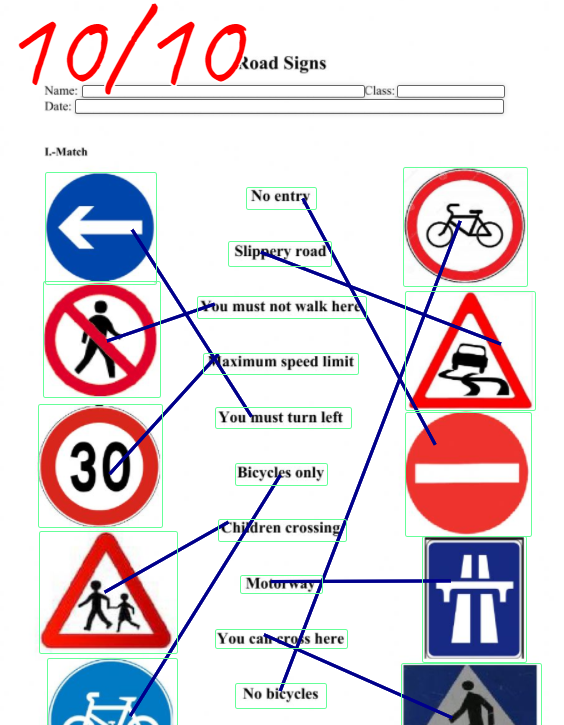 10/10
Road Signs
Name: Class:
Date:
I.-Match
No entry
Slippery road
You must not walk here
Maximum speed limit
You must turn left
30
Bicycles only
Children crossing
Motorway
You can cross here
No bicycles